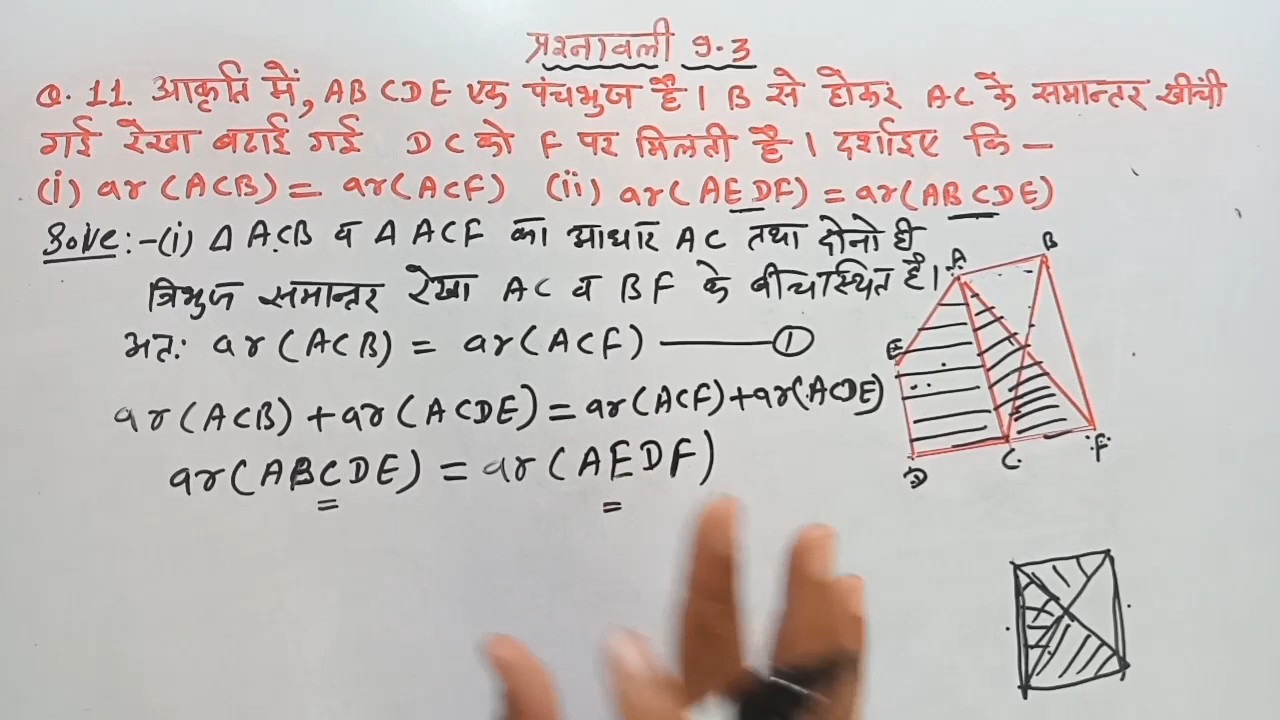 प्रश्नावली 9.3
Q. 11. आकृति में, ABCDE एक पंचभुज है। B से होकर AC के समान्तर खींची
गई रेखा बढाई गई DC को F पर मिलती है। दर्शाइए कि -
(i) ar (ACB) = ar(ACF) (ii) ar(AEDF) = ar(ABCDE)
Solve:-(i) Δ ACB व Δ ACF का आधार AC तथा दोनो ही
त्रिभुज समान्तर रेखा AC व BF के बीच स्थित है।
अतः ar(ACB) = ar(ACF) ——— 1
ar(ACB) + ar(ACDE) = ar(ACF) + ar(ACDE)
ar(ABCDE) = ar(AEDF)
A B
E
D C F